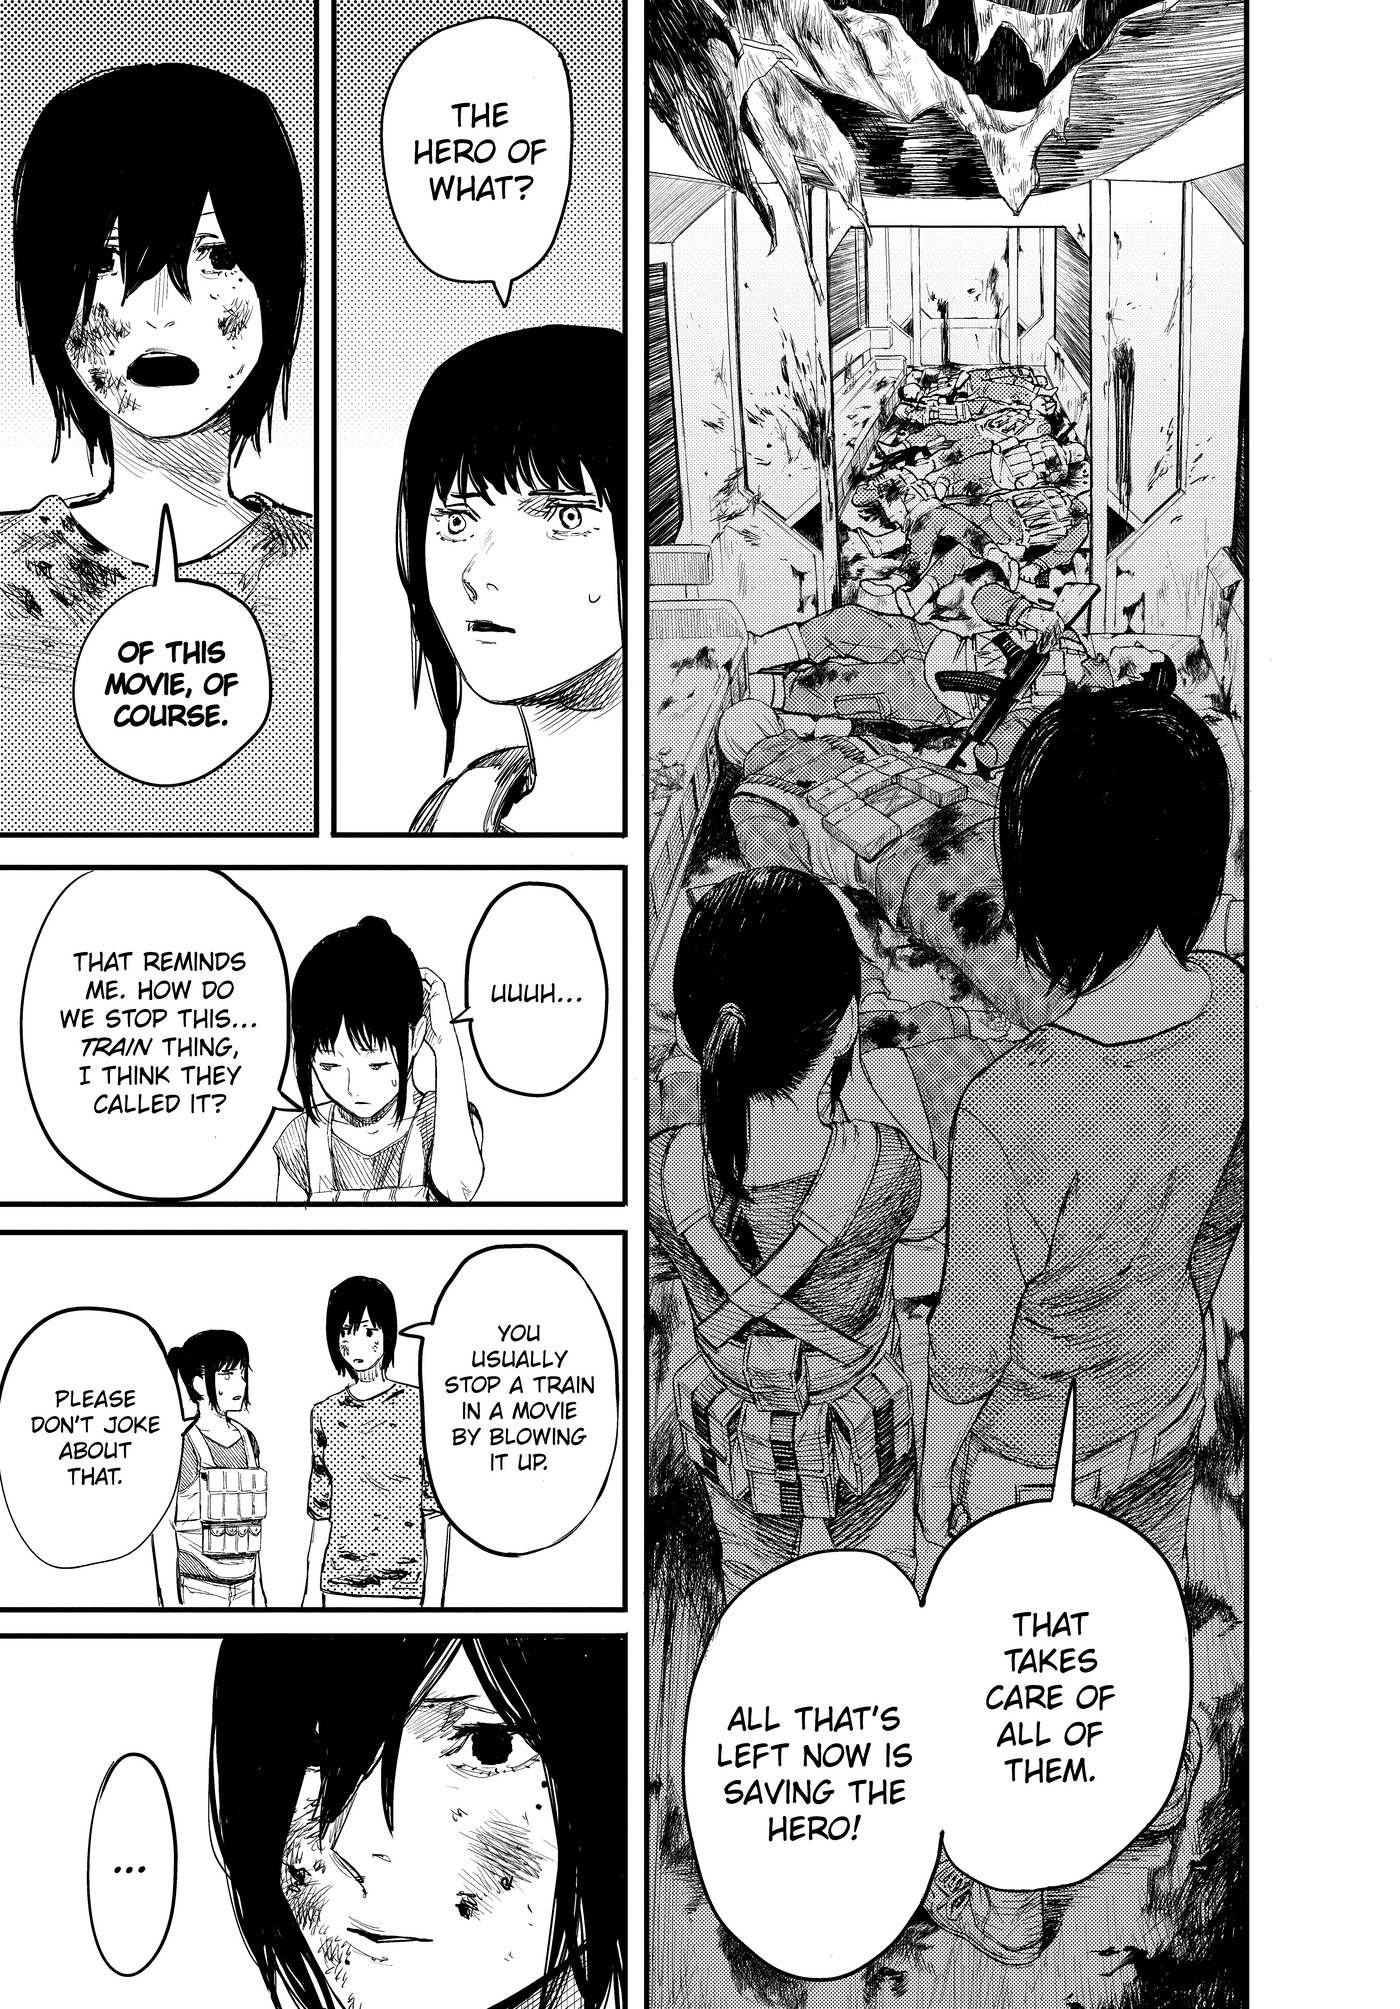 THAT
TAKES
CARE OF
ALL OF
THEM.
ALL THAT'S
LEFT NOW IS
SAVING THE
HERO!
THE
HERO OF
WHAT?
OF THIS
MOVIE, OF
COURSE.
UUUH...
THAT REMINDS
ME. HOW DO
WE STOP THIS...
TRAIN THING,
I THINK THEY
CALLED IT?
YOU
USUALLY
STOP A TRAIN
IN A MOVIE
BY BLOWING
IT UP.
PLEASE
DON'T JOKE
ABOUT
THAT.
...